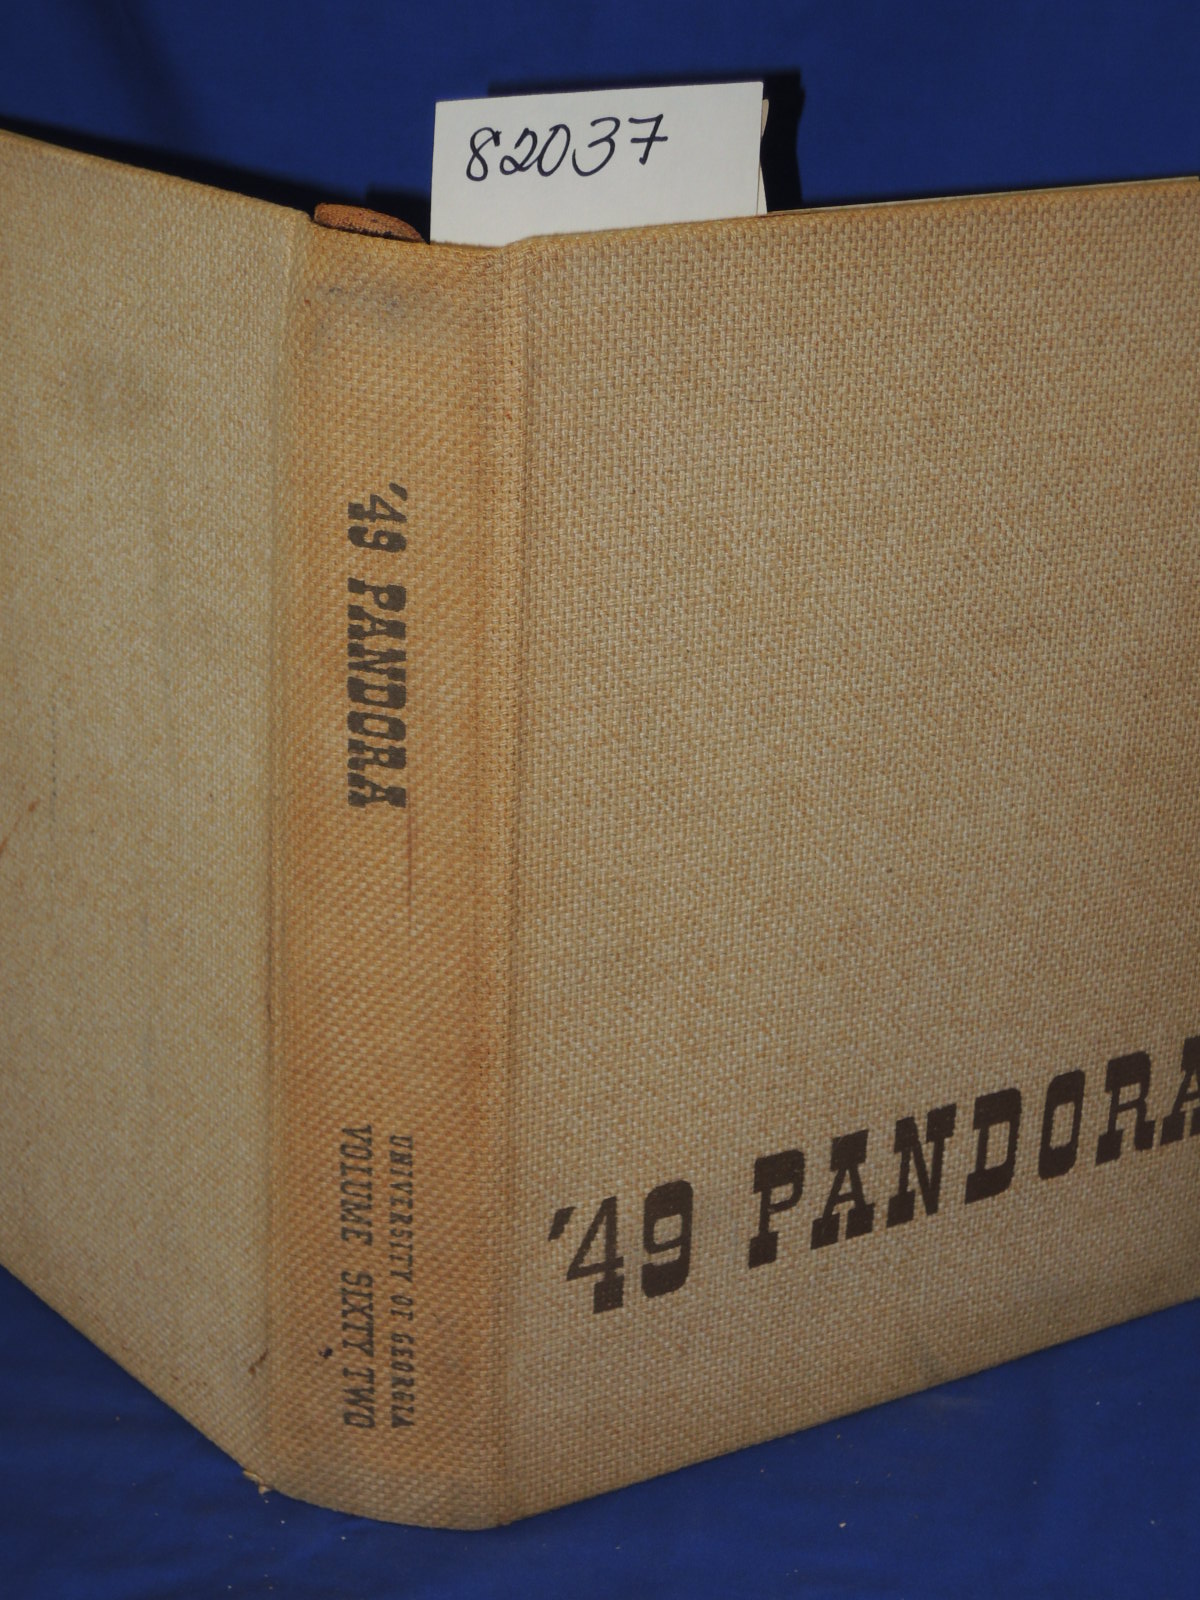 82037
'49 PANDORA
UNIVERSITY OF GEORGIA
VOLUME SIXTY TWO
'49 PANDORA